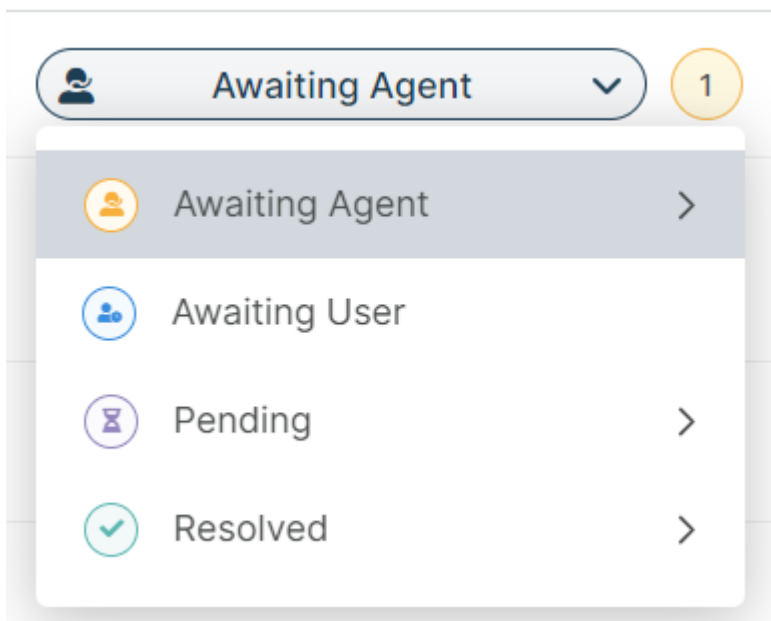 Awaiting Agent 1
Awaiting Agent
Awaiting User
Pending
Resolved